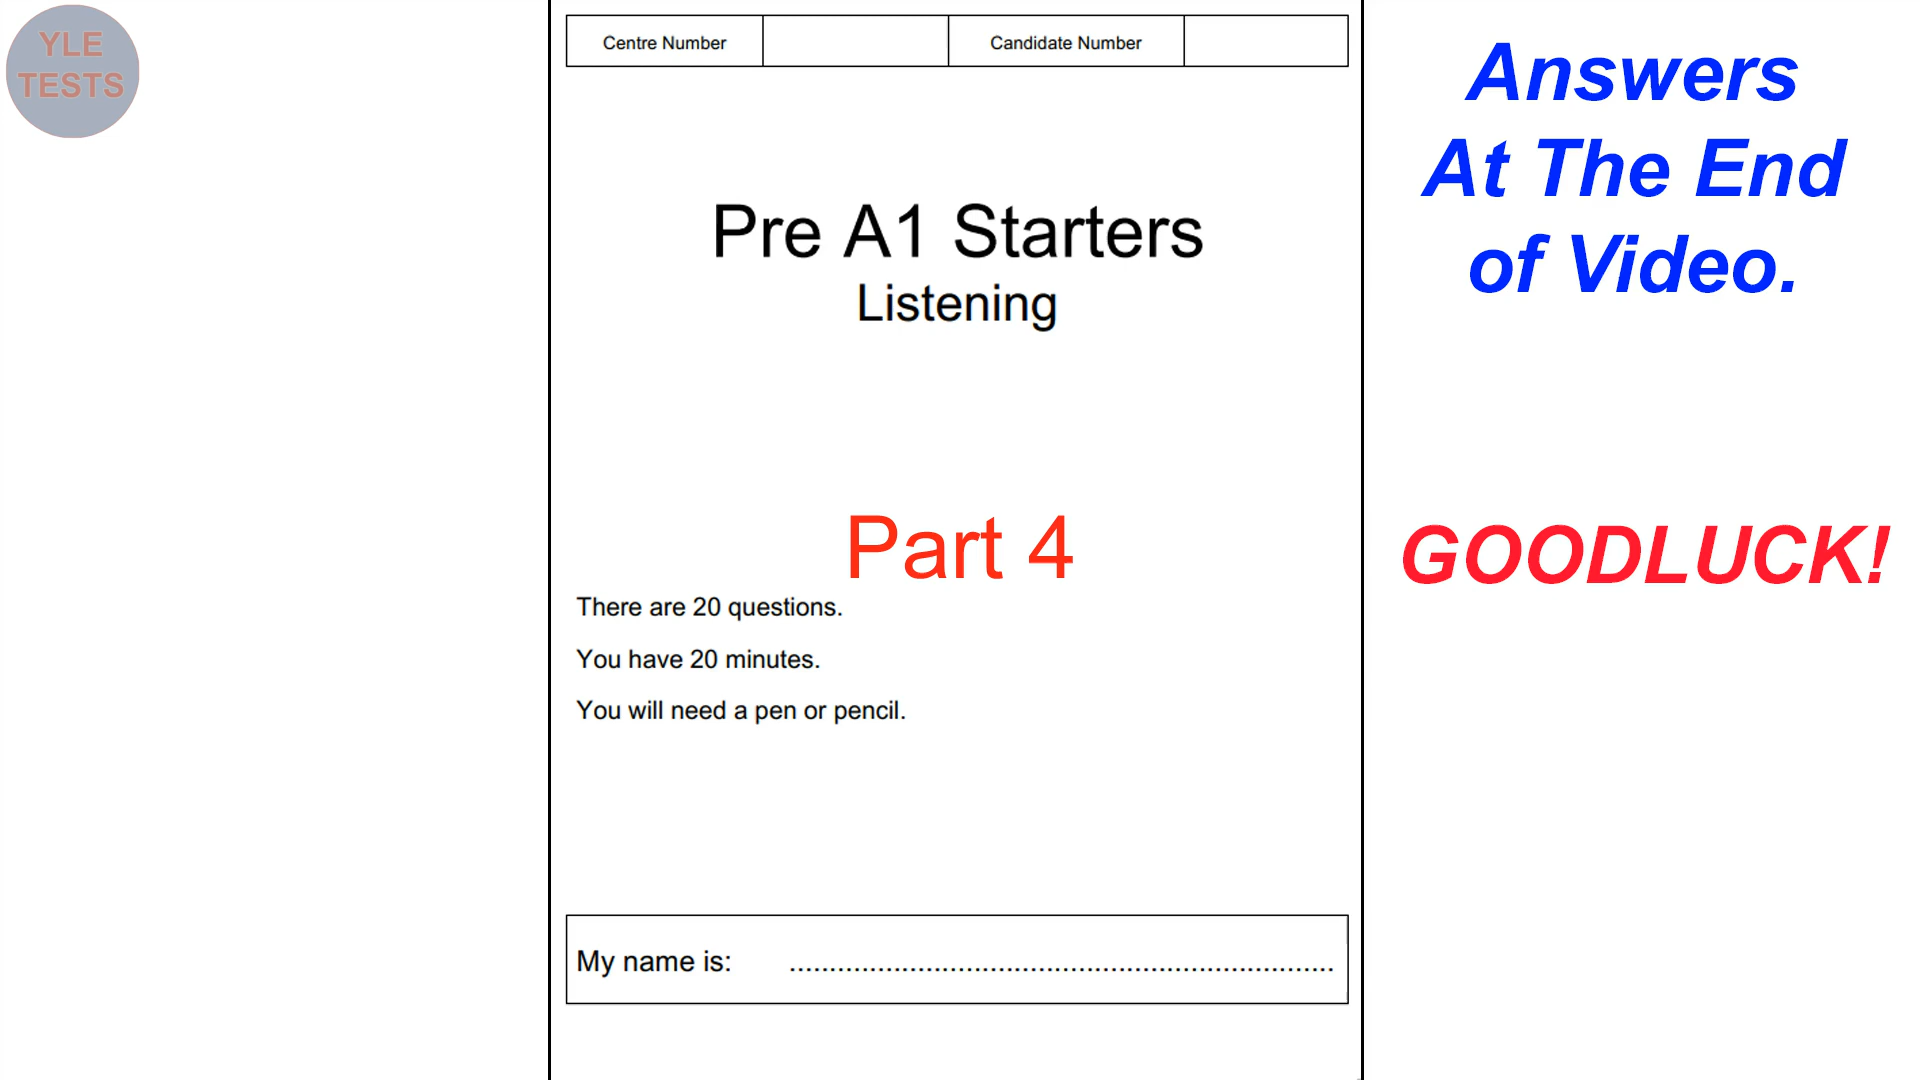 YLE
TESTS
Centre Number
Candidate Number
Pre A1 Starters
Listening
Part 4
There are 20 questions.
You have 20 minutes.
You will need a pen or pencil.
My name is: ....................................................................
Answers
At The End
of Video.
GOODLUCK!